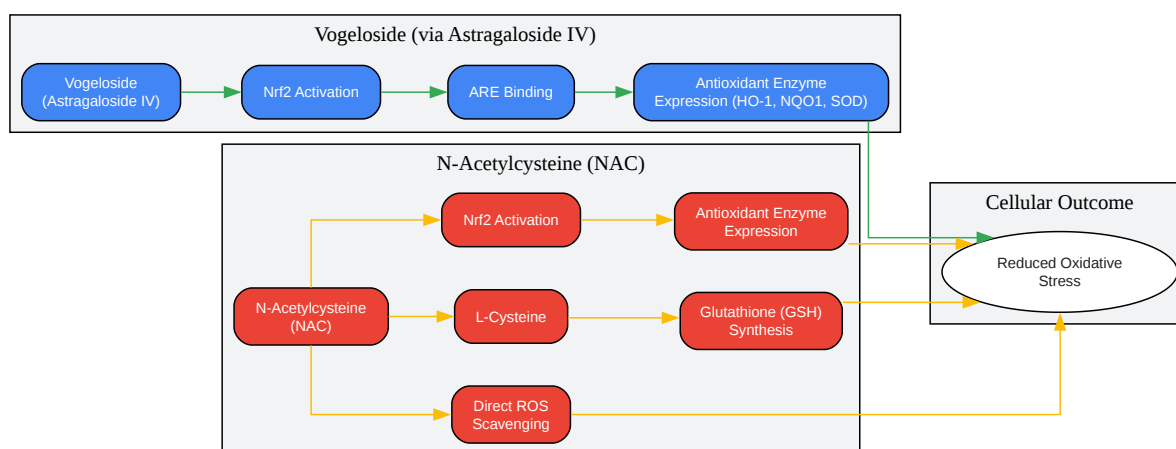 Vogeloside (via Astragaloside IV)
Vogeloside
(Astragaloside IV)
Nrf2 Activation
ARE Binding
Antioxidant Enzyme
Expression (HO-1, NQO1, SOD)
N-Acetylcysteine (NAC)
Nrf2 Activation
Antioxidant Enzyme
Expression
N-Acetylcysteine
(NAC)
L-Cysteine
Glutathione (GSH)
Synthesis
Direct ROS
Scavenging
Cellular Outcome
Reduced Oxidative
Stress